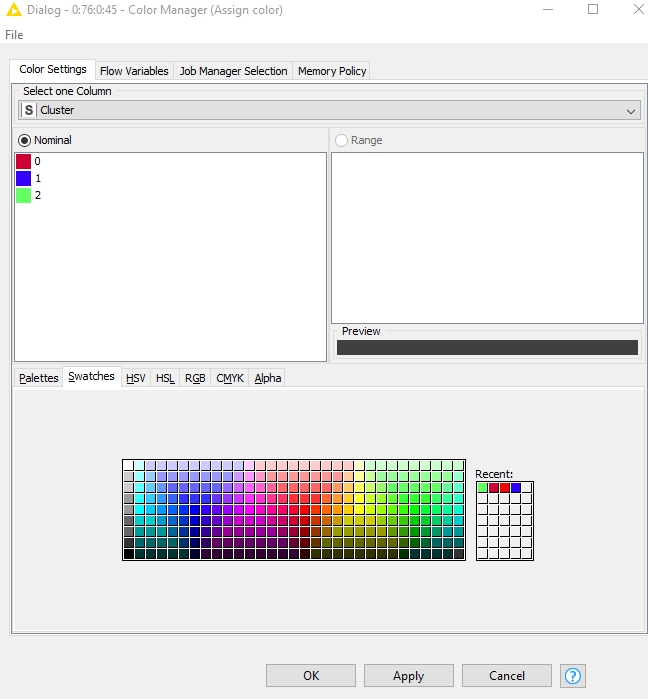 Dialog - 0:76:0:45 - Color Manager (Assign color)
File
Color Settings Flow Variables Job Manager Selection Memory Policy
Select one Column
S Cluster
Nominal Range
0
1
2
Preview
Palettes Swatches HSV HSL RGB CMYK Alpha
Recent:
OK Apply Cancel ?